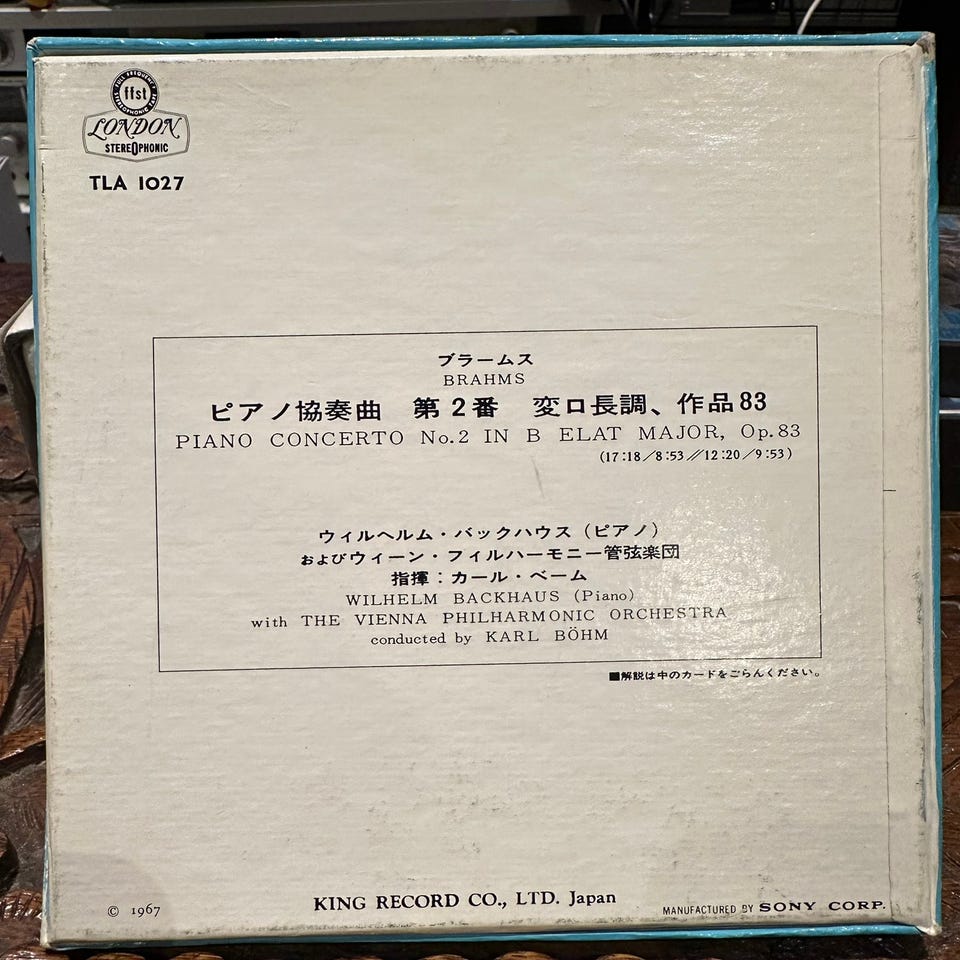 FULL FREQUENCY
ffst
STEREOPHONIC TAPE
LONDON
STEREOPHONIC
TLA 1027
ブラームス
BRAHMS
ピアノ協奏曲 第2番 変ロ長調、作品83
PIANO CONCERTO No.2 IN B ELAT MAJOR, Op.83
(17:18/8:53//12:20/9:53)
ウィルヘルム・バックハウス (ピアノ)
およびウィーン・フィルハーモニー管弦楽団
指揮:カール・ベーム
WILHELM BACKHAUS (Piano)
with THE VIENNA PHILHARMONIC ORCHESTRA
conducted by KARL BÖHM
■解説は中のカードをごらんください。
© 1967
KING RECORD CO., LTD. Japan
MANUFACTURED BY SONY CORP.